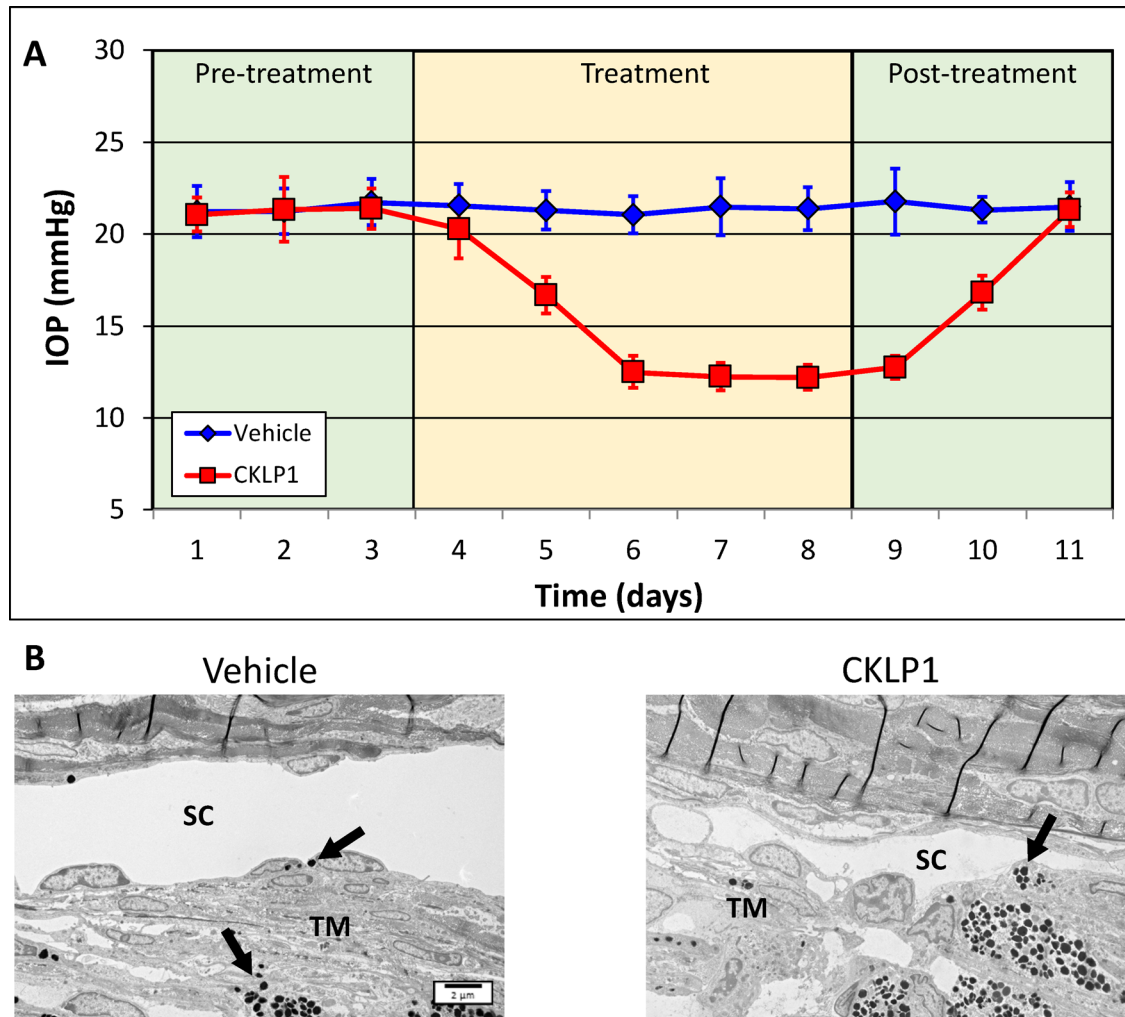 A
Pre-treatment Treatment Post-treatment
30
25
20
15
10
5
IOP (mmHg)
Vehicle
CKLP1
1 2 3 4 5 6 7 8 9 10 11
Time (days)
B
Vehicle CKLP1
SC
TM
2 µm
SC
TM